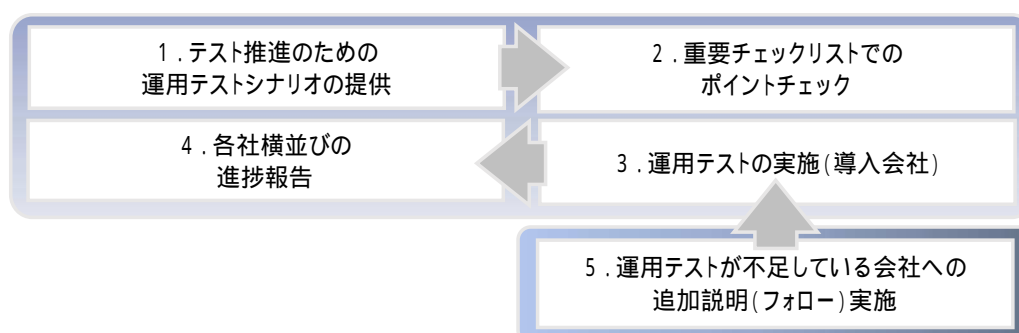 1．テスト推進のための
運用テストシナリオの提供
2．重要チェックリストでの
ポイントチェック
4．各社横並びの
進捗報告
3．運用テストの実施(導入会社)
5．運用テストが不足している会社への
追加説明(フォロー)実施